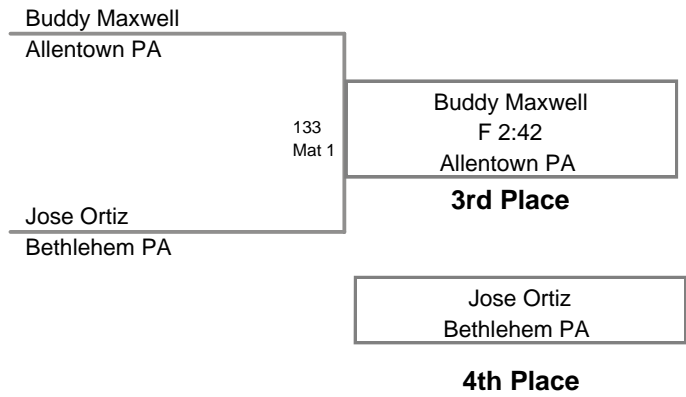 Buddy Maxwell
Allentown PA
133
Mat 1
Jose Ortiz
Bethlehem PA
Buddy Maxwell
F 2:42
Allentown PA
3rd Place
Jose Ortiz
Bethlehem PA
4th Place